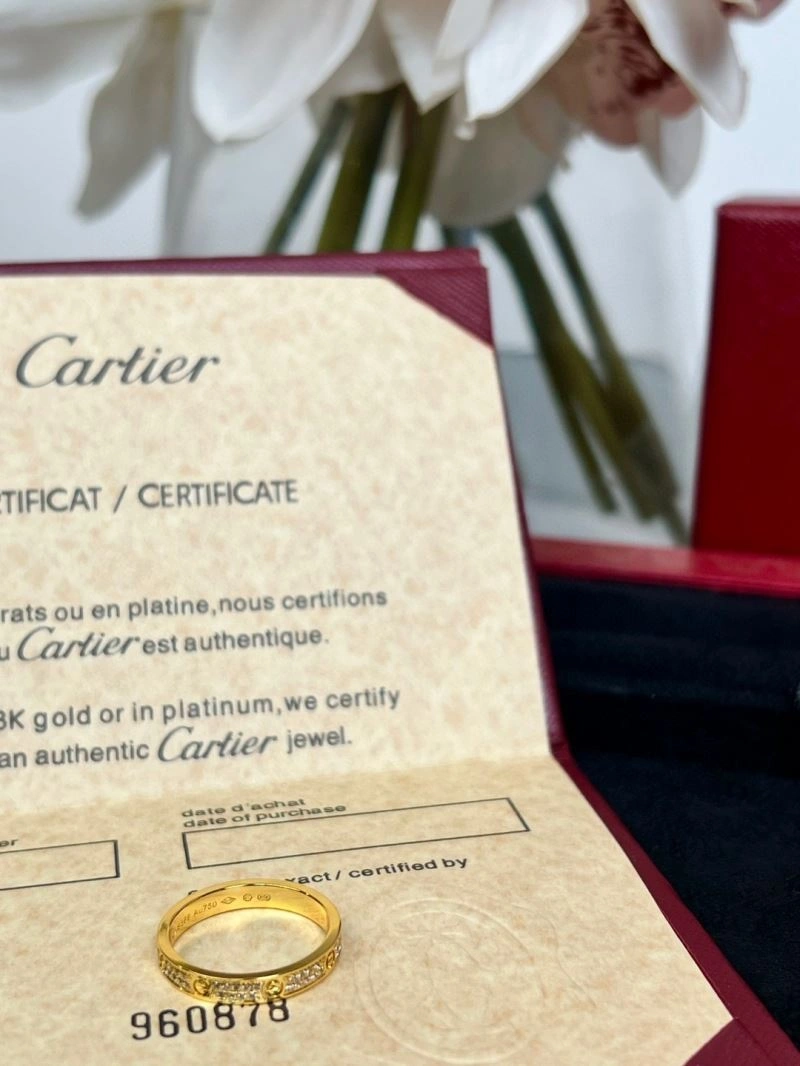 Cartier
TIFICAT / CERTIFICATE
rats ou en platine, nous certifions
u Cartier est authentique.
8K gold or in platinum, we certify
an authentic Cartier jewel.
er
date d'achat
date of purchase
xact / certified by
Au750
960878